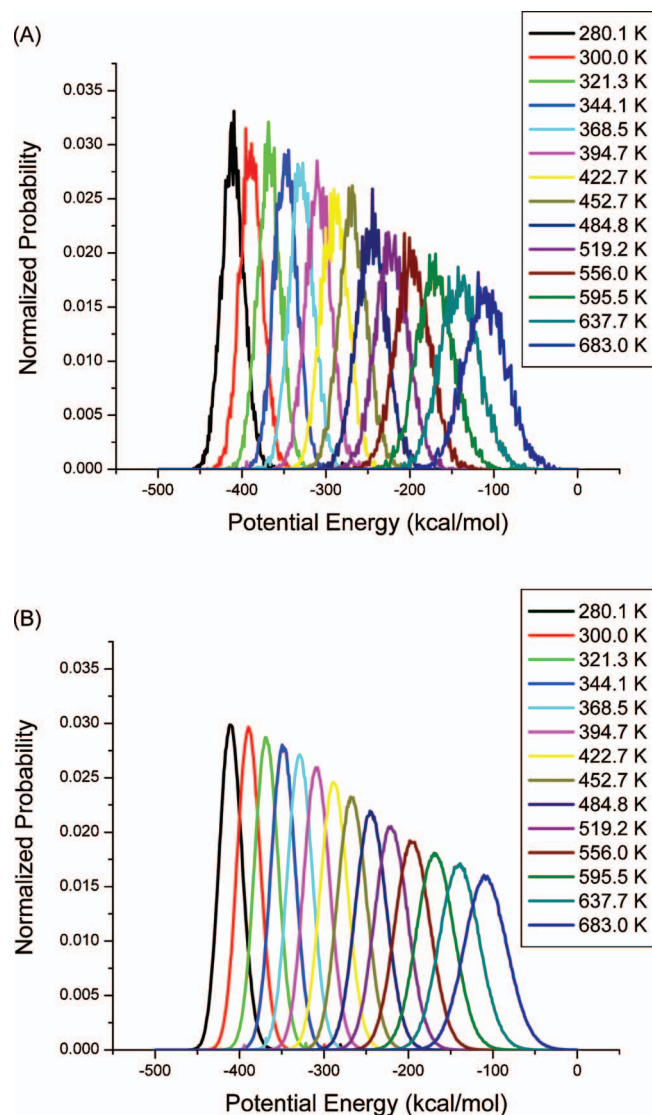 (A)
280.1 K
300.0 K
321.3 K
344.1 K
368.5 K
394.7 K
422.7 K
452.7 K
484.8 K
519.2 K
556.0 K
595.5 K
637.7 K
683.0 K
0.035
0.030
0.025
0.020
0.015
0.010
0.005
0.000
Normalized Probability
-500 -400 -300 -200 -100 0
Potential Energy (kcal/mol)
(B)
280.1 K
300.0 K
321.3 K
344.1 K
368.5 K
394.7 K
422.7 K
452.7 K
484.8 K
519.2 K
556.0 K
595.5 K
637.7 K
683.0 K
0.035
0.030
0.025
0.020
0.015
0.010
0.005
0.000
Normalized Probability
-500 -400 -300 -200 -100 0
Potential Energy (kcal/mol)